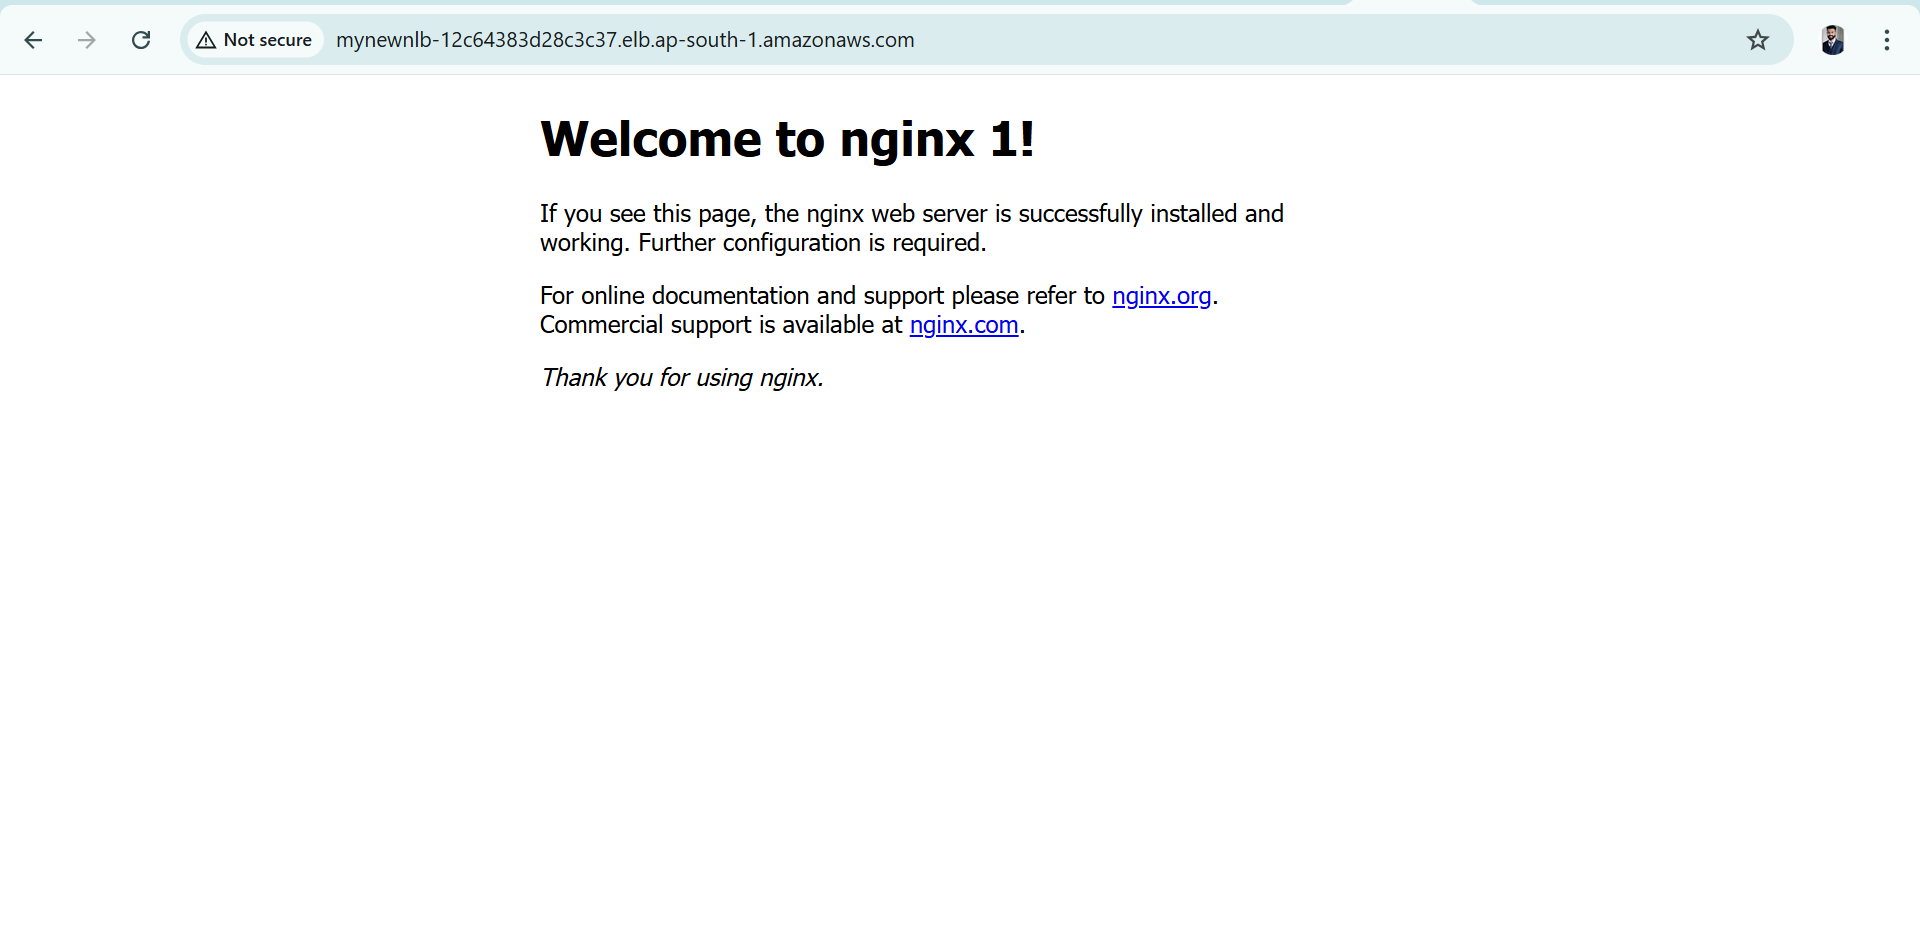 Not secure
mynewnlb-12c64383d28c3c37.elb.ap-south-1.amazonaws.com
Welcome to nginx 1!
If you see this page, the nginx web server is successfully installed and
working. Further configuration is required.
For online documentation and support please refer to nginx.org.
Commercial support is available at nginx.com.
Thank you for using nginx.